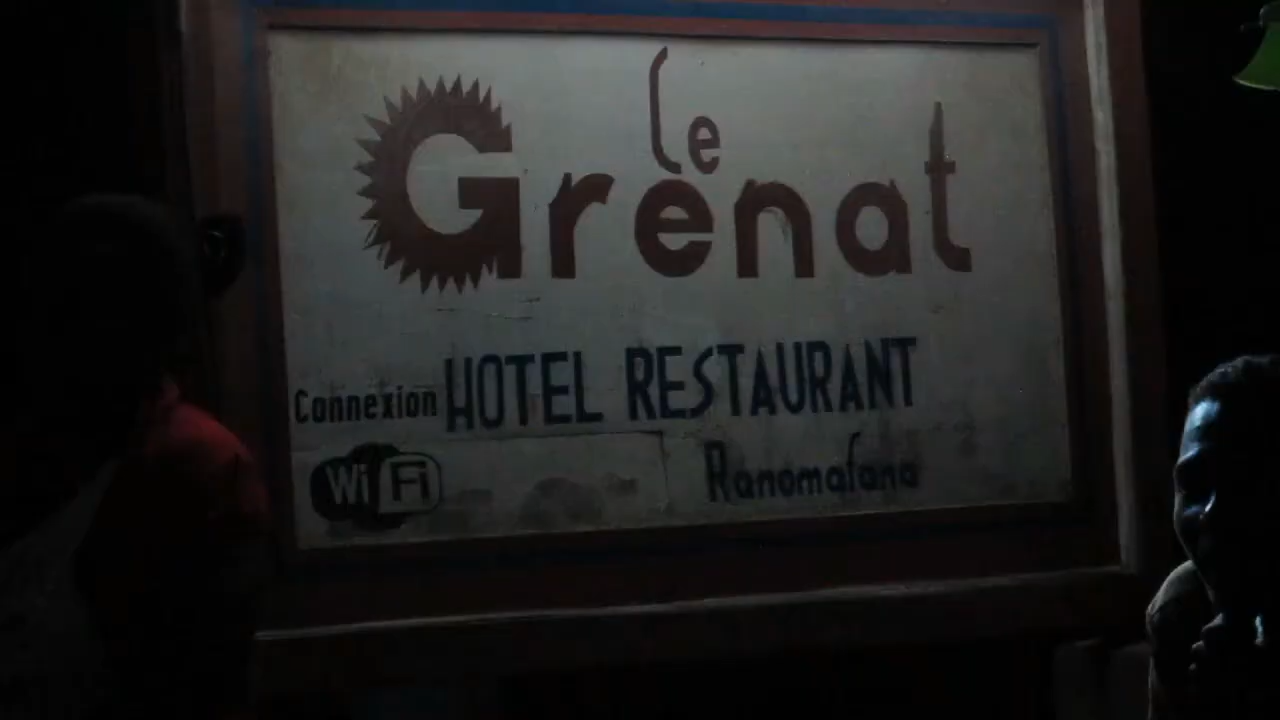 le
Grenat
HOTEL RESTAURANT
Connexion
WiFi
Ranomafana